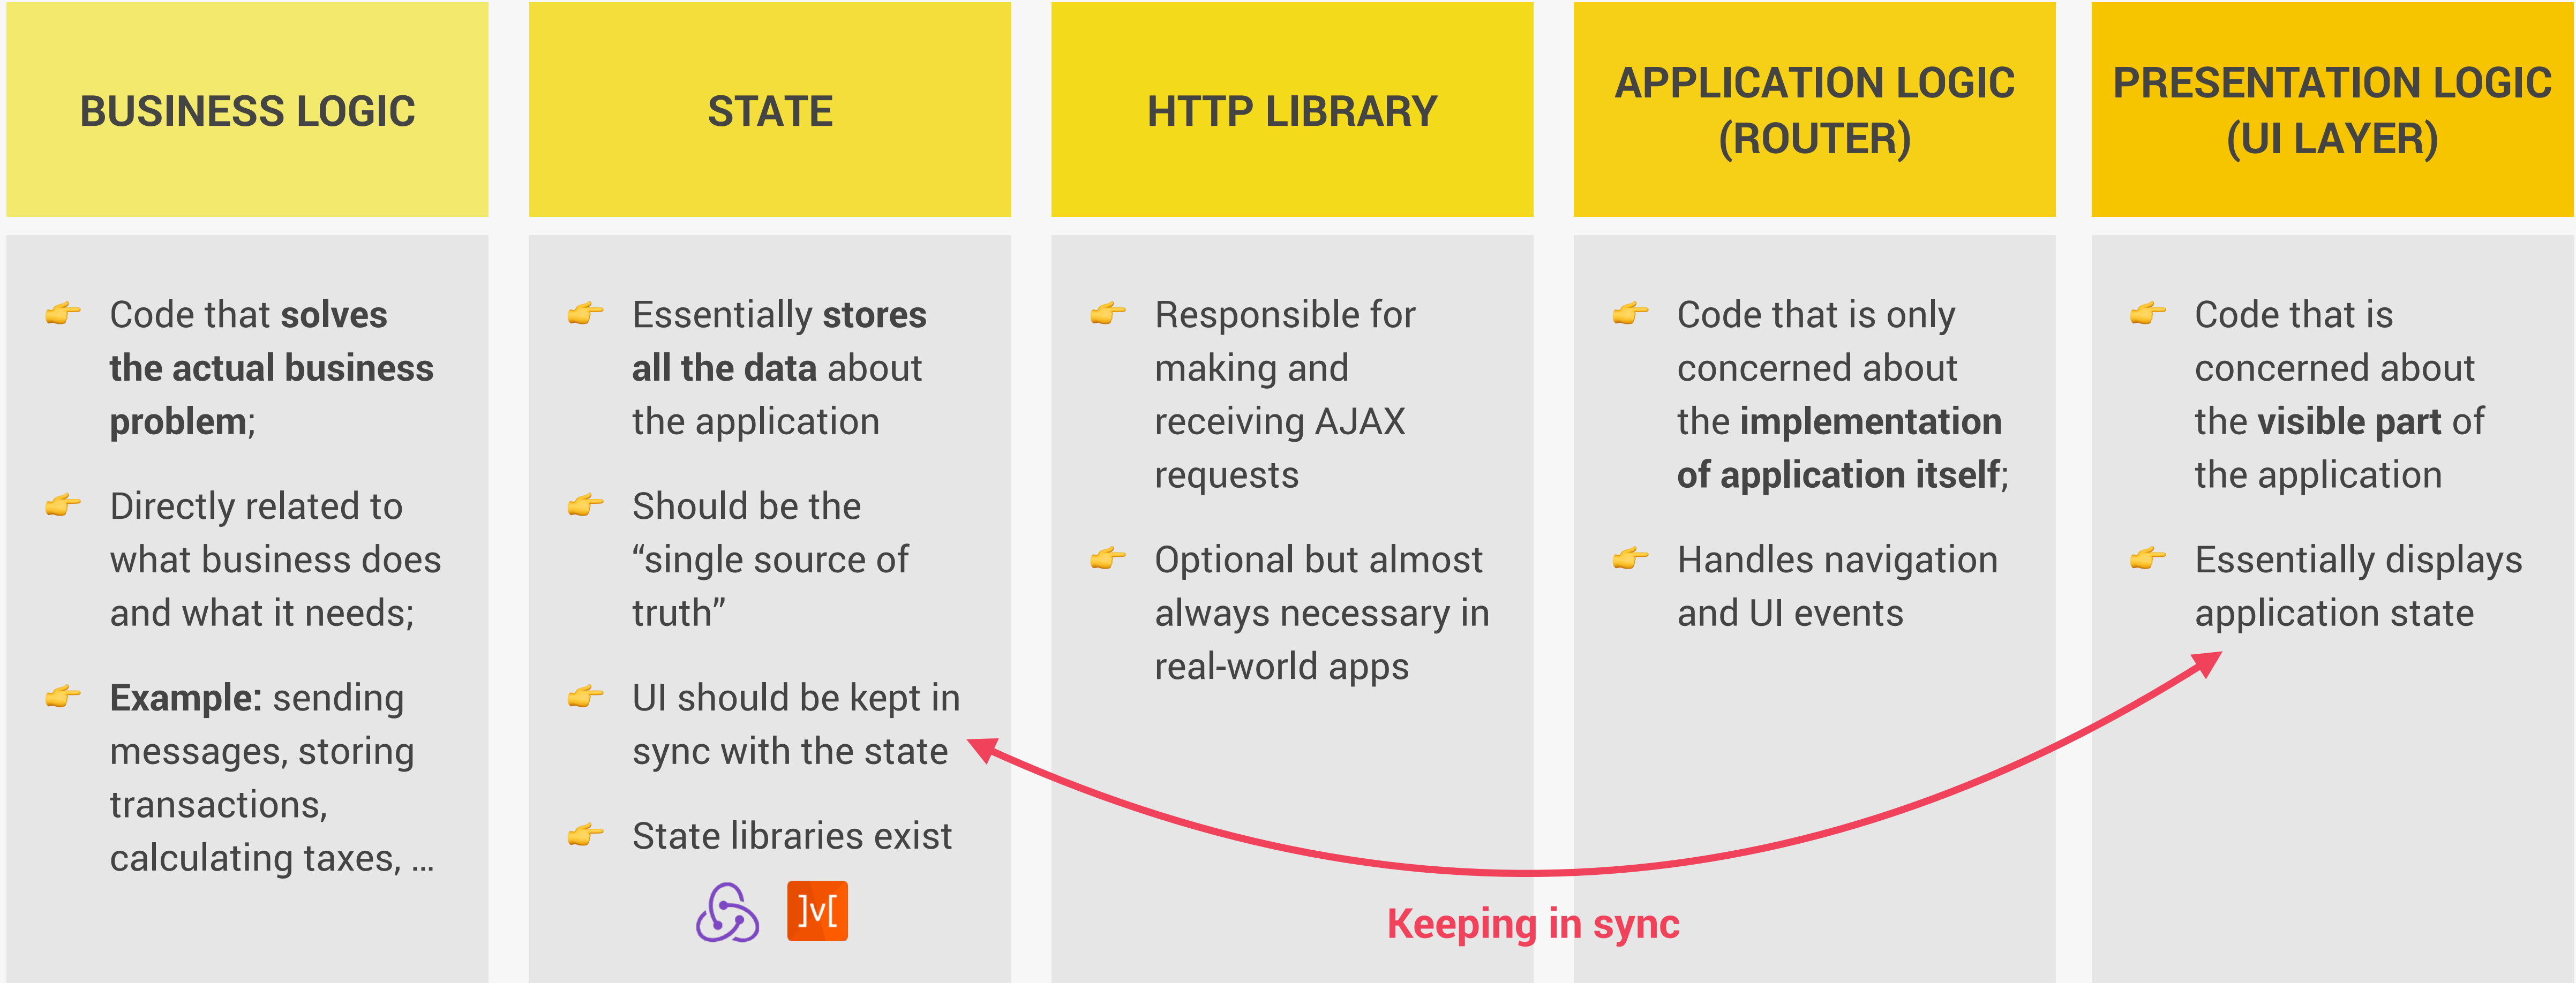 BUSINESS LOGIC
Code that solves
the actual business
problem;
Directly related to
what business does
and what it needs;
Example: sending
messages, storing
transactions,
calculating taxes, …
STATE
Essentially stores
all the data about
the application
Should be the
“single source of
truth”
UI should be kept in
sync with the state
State libraries exist
]v[
HTTP LIBRARY
Responsible for
making and
receiving AJAX
requests
Optional but almost
always necessary in
real-world apps
APPLICATION LOGIC
(ROUTER)
Code that is only
concerned about
the implementation
of application itself;
Handles navigation
and UI events
PRESENTATION LOGIC
(UI LAYER)
Code that is
concerned about
the visible part of
the application
Essentially displays
application state
Keeping in sync